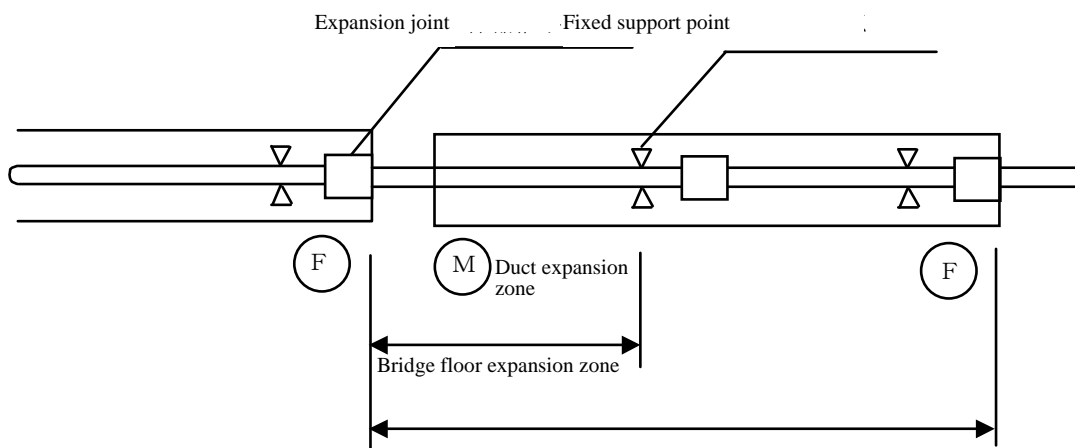 Expansion joint Fixed support point
F
M
Duct expansion
zone
F
Bridge floor expansion zone